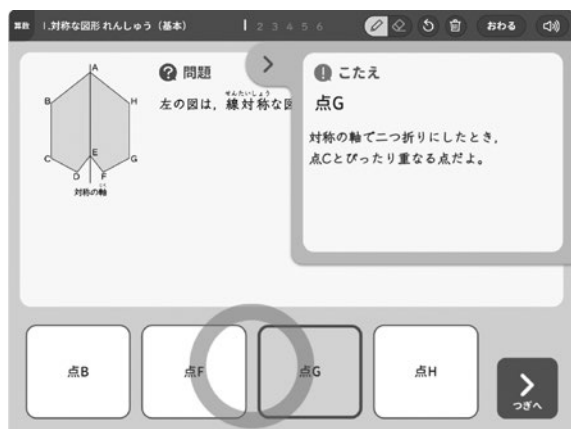 算数 1.対称な図形 れんしゅう（基本） 1 2 3 4 5 6 おわる
A
B H
C E G
D F
対称の軸
じく
問題
せんたいしょう
左の図は，線対称な図
こたえ
点G
対称の軸で二つ折りにしたとき，
点Cとぴったり重なる点だよ。
点B 点F 点G 点H
つぎへ